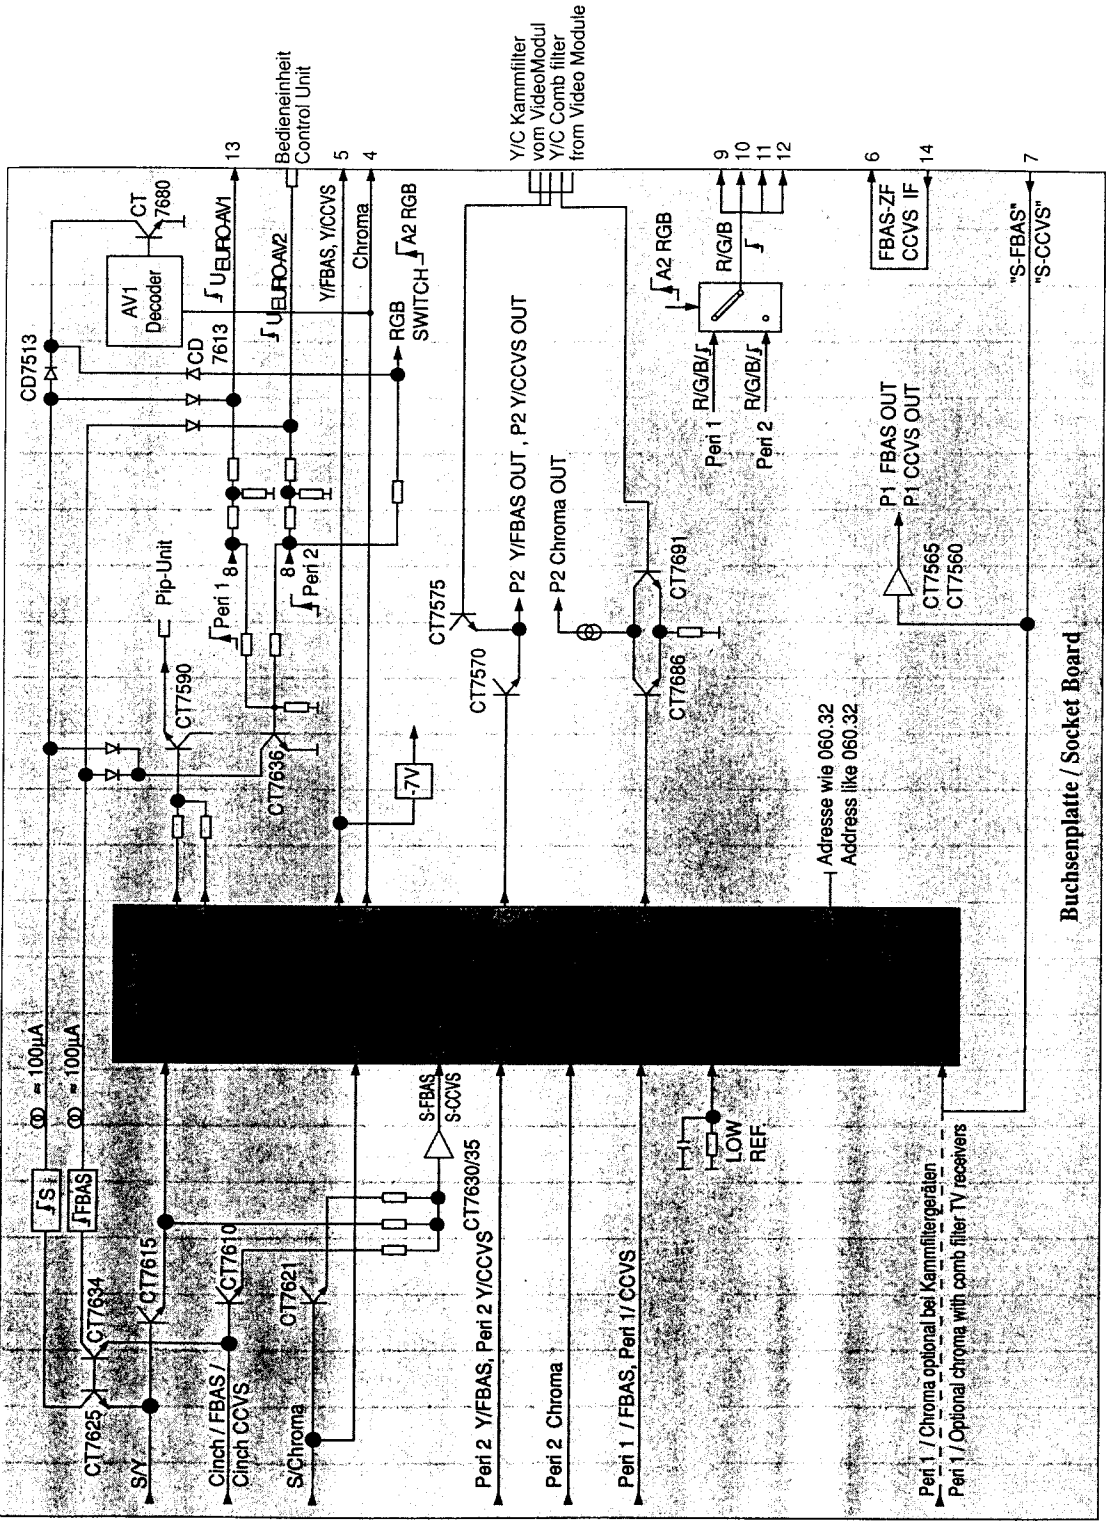 CT
7680
13
Bedieneinheit
Control Unit
5
4
Y/C Kammfilter
vom VideoModul
Y/C Comb filter
from Video Module
9
10
11
12
6
14
7
AV1
Decoder
UEURO-AV1
UEURO-AV2
Y/FBAS, Y/CCVS
Chroma
A2 RGB
RGB
SWITCH
CD7513
CD
7613
A2 RGB
R/G/B
R/G/B/
Peri 1
R/G/B/
Peri 2
FBAS-ZF
CCVS IF
"S-FBAS"
"S-CCVS"
Pip-Unit
Peri 1
8
8
Peri 2
CT7590
CT7636
-7V
CT7575
CT7570
P2 Y/FBAS OUT , P2 Y/CCVS OUT
P2 Chroma OUT
CT7691
CT7686
P1 FBAS OUT
P1 CCVS OUT
CT7565
CT7560
Adresse wie 060.32
Address like 060.32
Buchsenplatte / Socket Board
≈ 100µA
≈ 100µA
S
FBAS
CT7634
CT7625
CT7615
CT7610
CT7621
S-FBAS
S-CCVS
CT7630/35
LOW
REF.
S/Y
Cinch / FBAS /
Cinch CCVS
S/Chroma
Peri 2 Y/FBAS, Peri 2 Y/CCVS
Peri 2 Chroma
Peri 1 / FBAS, Peri 1/ CCVS
Peri 1 / Chroma optional bei Kammfiltergeräten
Peri 1 / Optional chroma with comb filter TV receivers